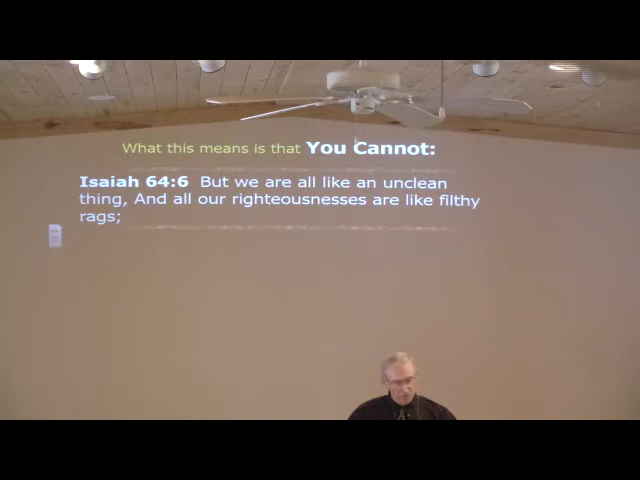 What this means is that You Cannot:
Isaiah 64:6 But we are all like an unclean
thing, And all our righteousnesses are like filthy
rags;